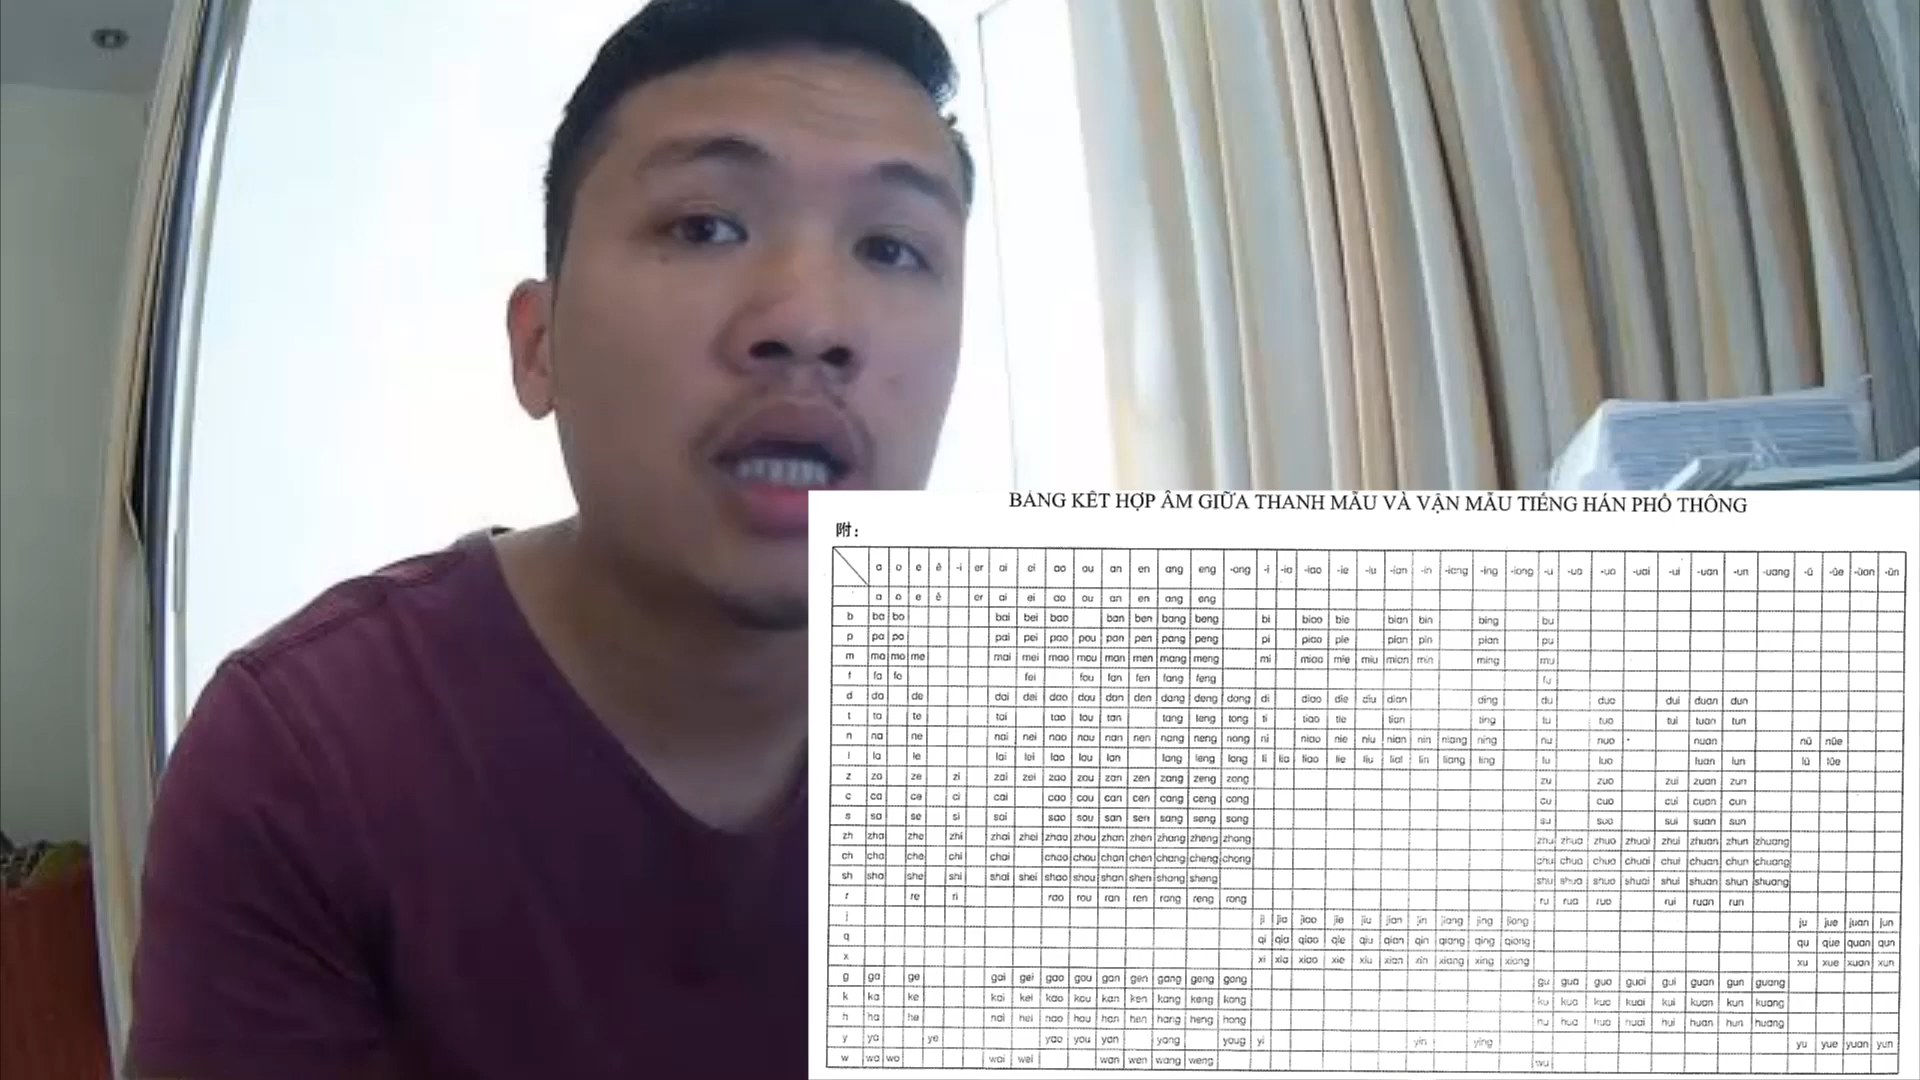 BẢNG KẾT HỢP ÂM GIỮA THANH MẪU VÀ VẬN MẪU TIẾNG HÁN PHỔ THÔNG
附：
a o e ê -i er ai ei ao ou an en ang eng -ong -i -ia -iao -ie -iu -ian -in -iang -ing -iong -u -ua -uo -uai -ui -uan -un -uang -ü -üe -üan -ün
a o e ê er ai ei ao ou an en ang eng
b ba bo bai bei bao ban ben bang beng bi biao bie bian bin bing bu
p pa po pai pei pao pou pan pen pang peng pi piao pie pian pin pian pu
m ma mo me mai mei mao mou man men mang meng mi miao mie miu mian min ming mu
f fa fo fei fou fan fen fang feng fu
d da de dai dei dao dou dan den dang deng dong di diao die diu dian ding du duo dui duan dun
t ta te tai tao tou tan tang teng tong ti tiao tie tian ting tu tuo tui tuan tun
n na ne nai nei nao nou nan nen nang neng nong ni niao nie niu nian nin niang ning nu nuo nuan nü nüe
l la le lai lei lao lou lan lang leng long li lia liao lie liu lin liang ling lu luo luan lun lü lüe
z za ze zi zai zei zao zou zan zen zang zeng zong zu zuo zui zuan zun
c ca ce ci cai cao cou can cen cang ceng cong cu cuo cui cuan cun
s sa se si sai sao sou san sen sang seng song su suo sui suan sun
zh zha zhe zhi zhai zhei zhao zhou zhan zhen zhang zheng zhong zhu zhua zhuo zhuai zhui zhuan zhun zhuang
ch cha che chi chai chao chou chan chen chang cheng chong chu chua chuo chuai chui chuan chun chuang
sh sha she shi shai shei shao shou shan shen shang sheng shu shua shuo shuai shui shuan shun shuang
r re ri rao rou ran ren rang reng rong ru rua ruo rui ruan run
j ji jia jiao jie jiu jian jin jiang jing jiong ju jue juan jun
q qi qia qiao qie qiu qian qin qiang qing qiong qu que quan qun
x xi xia xiao xie xiu xian xin xiang xing xiong xu xue xuan xun
g ga ge gai gei gao gou gan gen gang geng gong gu gua guo guai gui guan gun guang
k ka ke kai kei kao kou kan ken kang keng kong ku kua kuo kuai kui kuan kun kuang
h ha he hai hei hao hou han hen hang heng hong hu hua huo huai hui huan hun huang
y ya ye yao you yan yang youg yi yin ying yu yue yuan yun
w wa wo wai wei wan wen wang weng wu